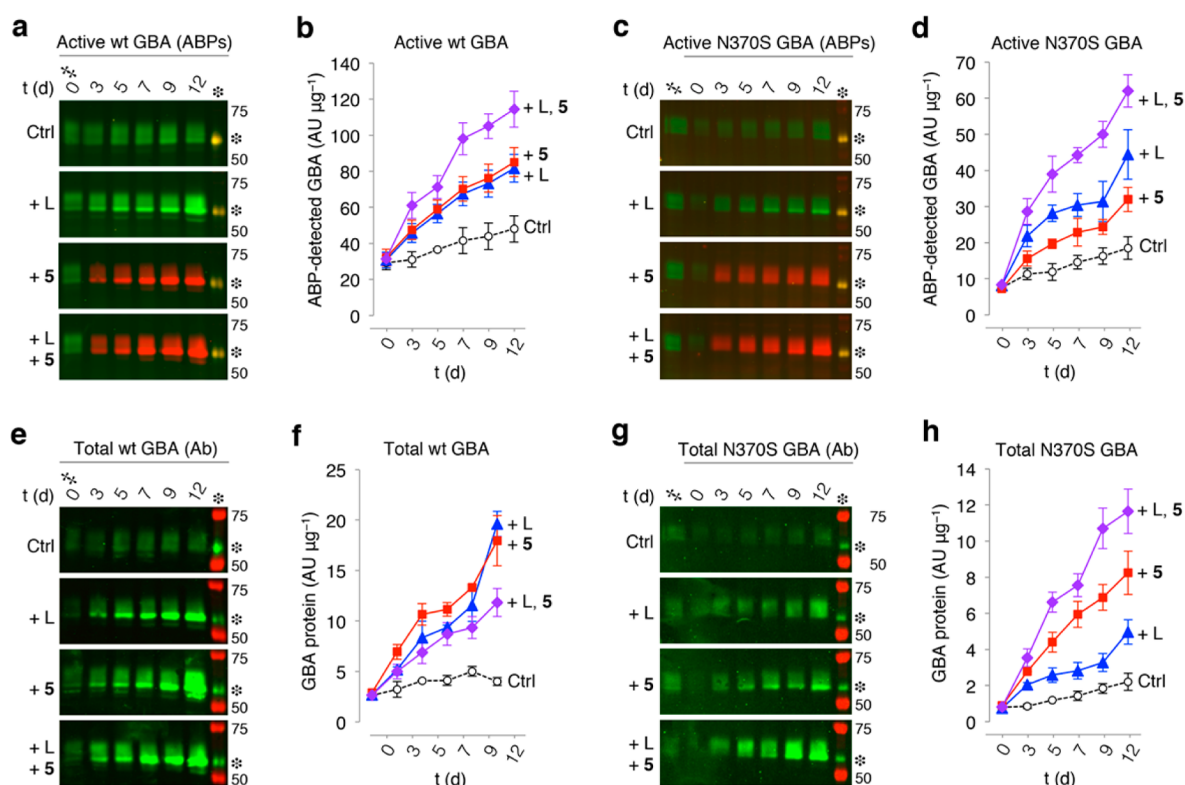 a
Active wt GBA (ABPs)
t (d) 0 3 5 7 9 12 *
Ctrl
75
*
50
+ L
75
*
50
+ 5
75
*
50
+ L
+ 5
75
*
50
b
Active wt GBA
ABP-detected GBA (AU µg⁻¹)
140
120
100
80
60
40
20
0
+ L, 5
+ 5
+ L
Ctrl
0 3 5 7 9 12
t (d)
c
Active N370S GBA (ABPs)
t (d) 0 3 5 7 9 12 *
Ctrl
75
*
50
+ L
75
*
50
+ 5
75
*
50
+ L
+ 5
75
*
50
d
Active N370S GBA
ABP-detected GBA (AU µg⁻¹)
70
60
50
40
30
20
10
0
+ L, 5
+ L
+ 5
Ctrl
0 3 5 7 9 12
t (d)
e
Total wt GBA (Ab)
t (d) 0 3 5 7 9 12 *
Ctrl
75
*
50
+ L
75
*
50
+ 5
75
*
50
+ L
+ 5
75
*
50
f
Total wt GBA
GBA protein (AU µg⁻¹)
25
20
15
10
5
0
+ L
+ 5
+ L, 5
Ctrl
0 3 5 7 9 12
t (d)
g
Total N370S GBA (Ab)
t (d) 0 3 5 7 9 12 *
Ctrl
75
*
50
+ L
75
*
50
+ 5
75
*
50
+ L
+ 5
75
*
50
h
Total N370S GBA
GBA protein (AU µg⁻¹)
14
12
10
8
6
4
2
0
+ L, 5
+ 5
+ L
Ctrl
0 3 5 7 9 12
t (d)